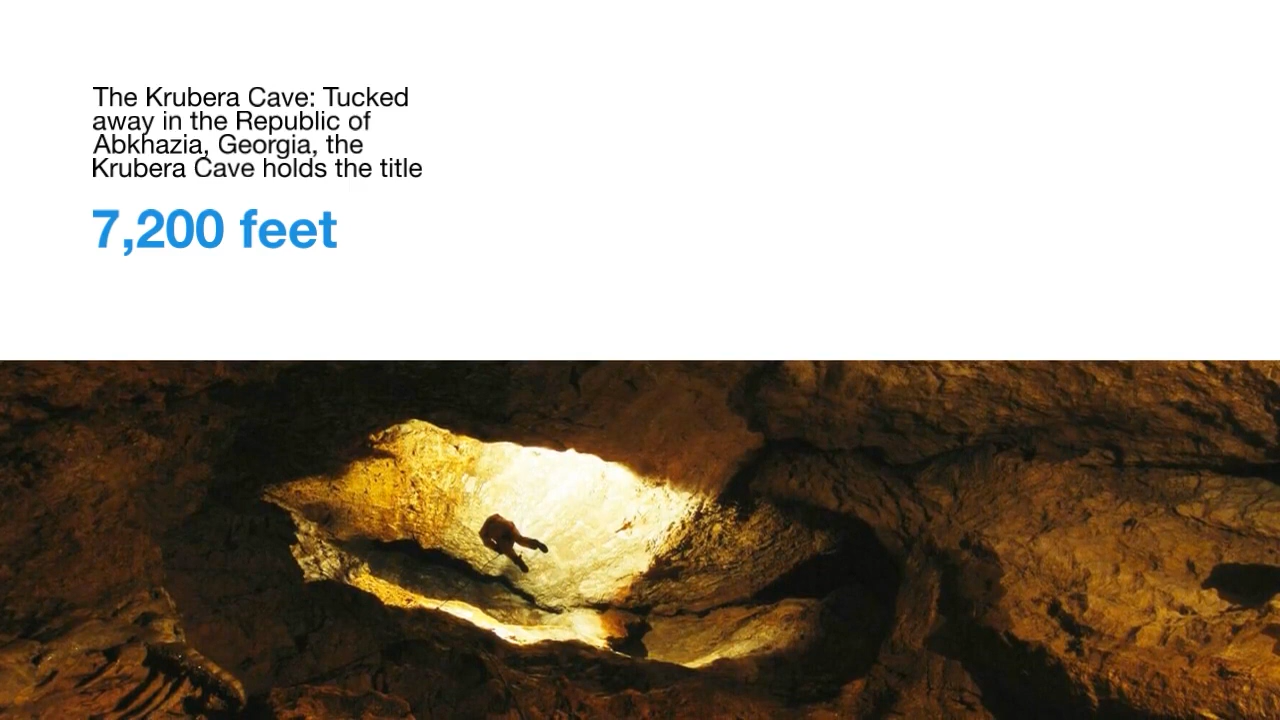 The Krubera Cave: Tucked
away in the Republic of
Abkhazia, Georgia, the
Krubera Cave holds the title
7,200 feet